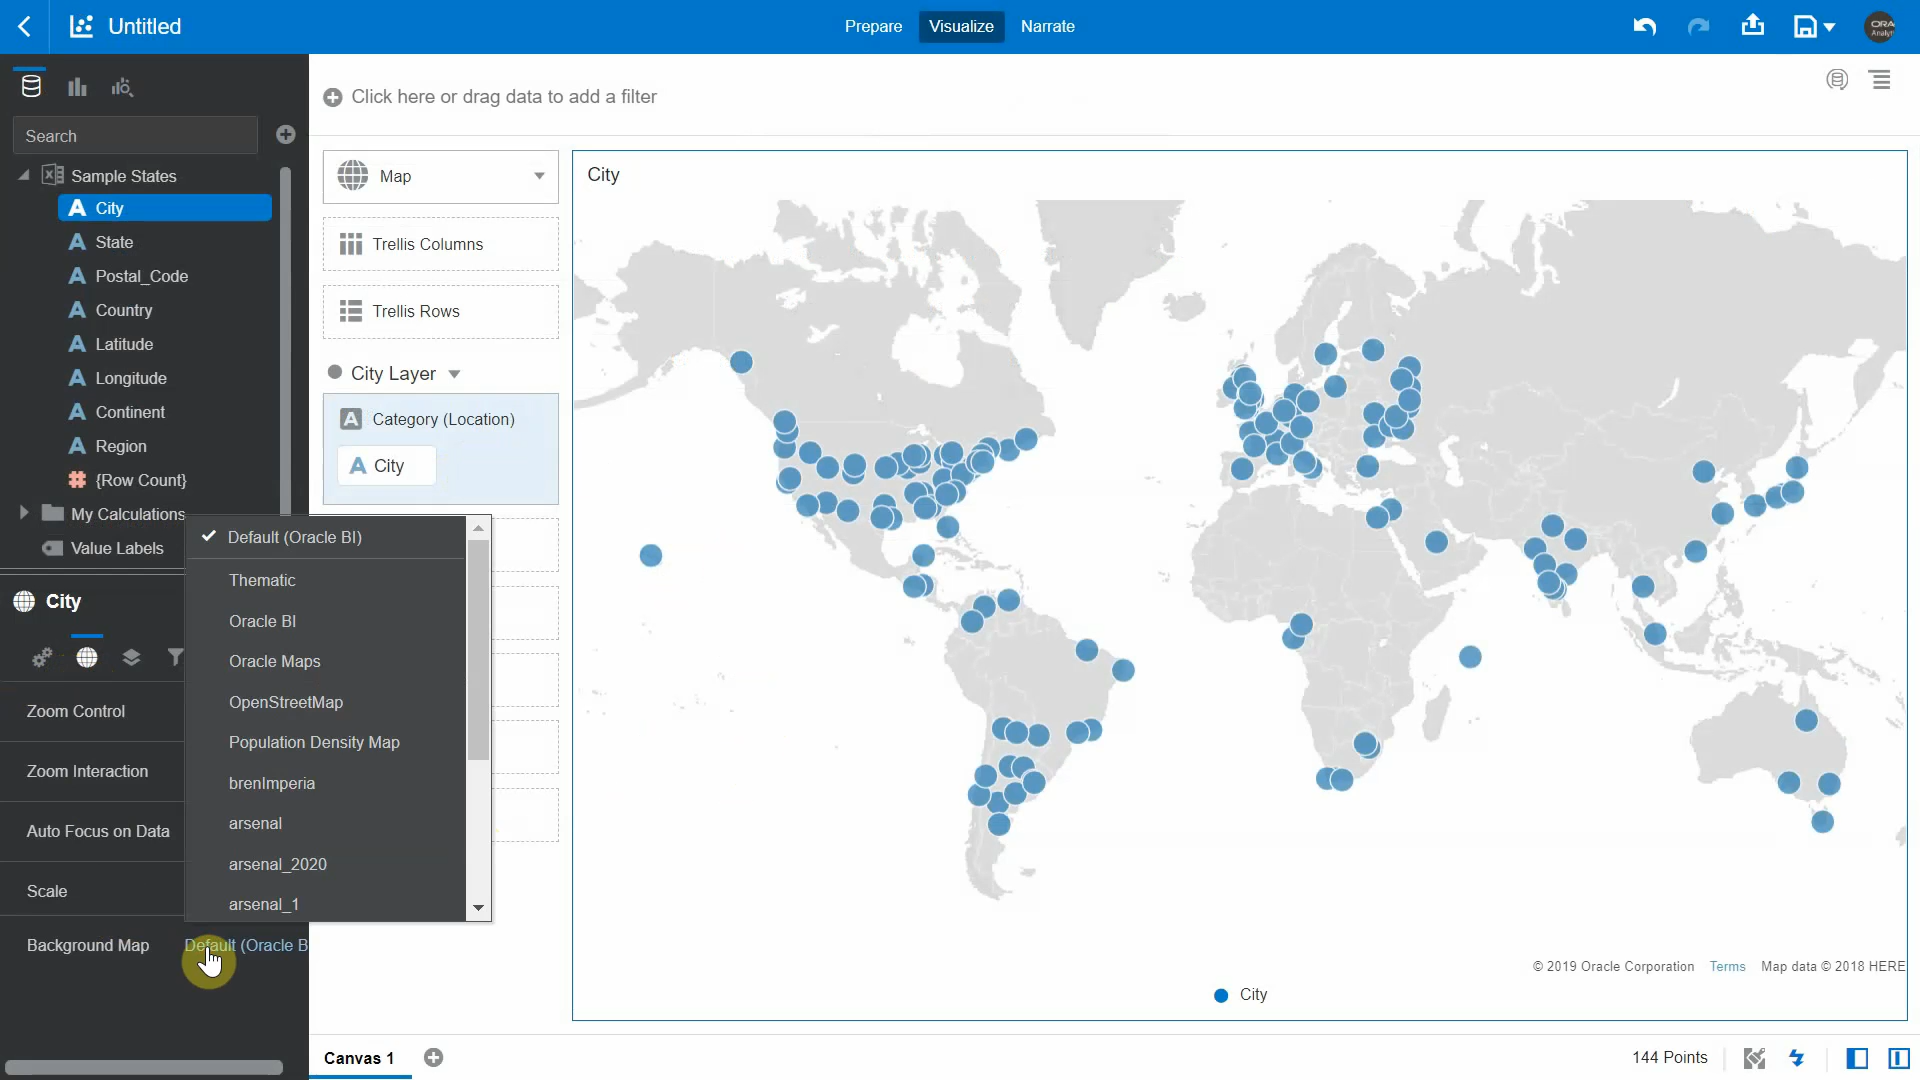 Untitled
Prepare Visualize Narrate
ORA
Analyti
Click here or drag data to add a filter
Search
Sample States
City
State
Postal_Code
Country
Latitude
Longitude
Continent
Region
{Row Count}
My Calculations
Value Labels
City
Zoom Control
Zoom Interaction
Auto Focus on Data
Scale
Background Map Default (Oracle B
Default (Oracle BI)
Thematic
Oracle BI
Oracle Maps
OpenStreetMap
Population Density Map
brenImperia
arsenal
arsenal_2020
arsenal_1
Map
Trellis Columns
Trellis Rows
City Layer
Category (Location)
City
City
© 2019 Oracle Corporation Terms Map data © 2018 HERE
City
Canvas 1
144 Points